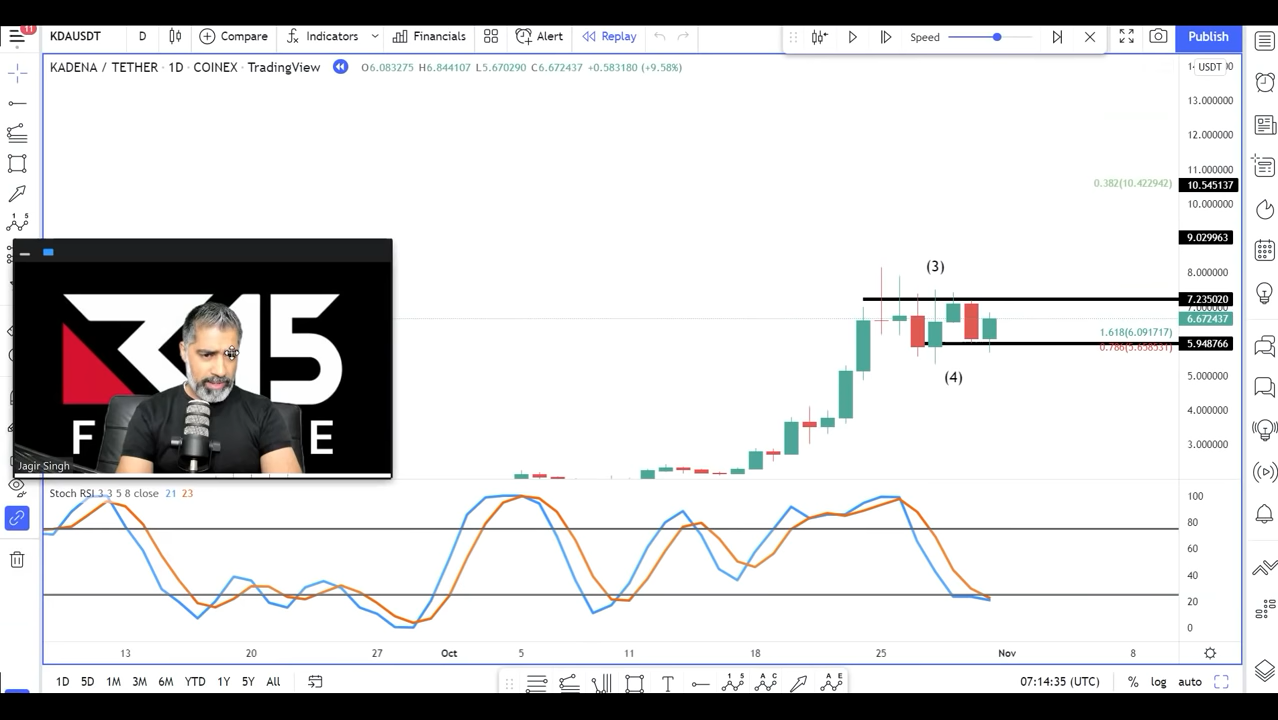 11
KDAUSDT
D
Compare
Indicators
Financials
Alert
Replay
Speed
Publish
KADENA / TETHER · 1D · COINEX · TradingView
O6.083275 H6.844107 L5.670290 C6.672437 +0.583180 (+9.58%)
USDT
13.000000
12.000000
11.000000
0.382(10.422942)
10.545137
10.000000
9.029963
8.000000
(3)
7.235020
6.672437
1.618(6.091717)
0.786(5.658531)
5.948766
(4)
5.000000
4.000000
3.000000
Jagir Singh
Stoch RSI 3 3 5 8 close 21 23
100
80
60
40
20
0
13
20
27
Oct
5
11
18
25
Nov
8
1D 5D 1M 3M 6M YTD 1Y 5Y All
07:14:35 (UTC)
% log auto